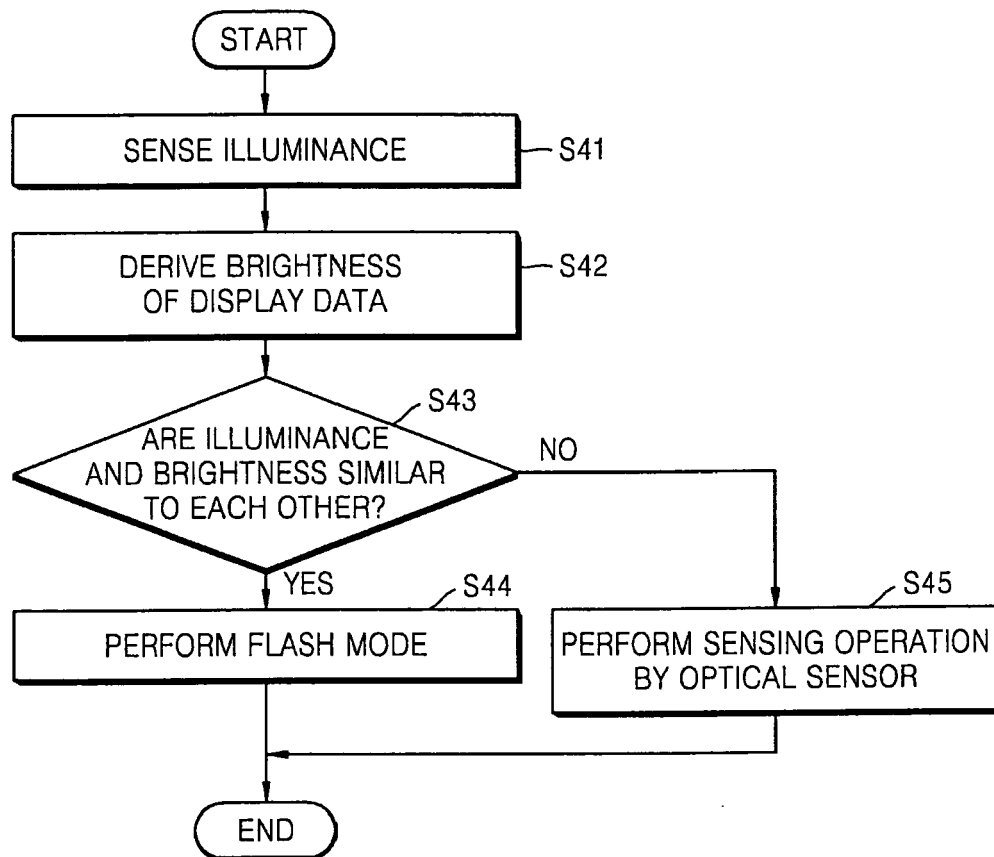 START
SENSE ILLUMINANCE
S41
DERIVE BRIGHTNESS
OF DISPLAY DATA
S42
S43
ARE ILLUMINANCE
AND BRIGHTNESS SIMILAR
TO EACH OTHER?
NO
YES
S44
PERFORM FLASH MODE
S45
PERFORM SENSING OPERATION
BY OPTICAL SENSOR
END